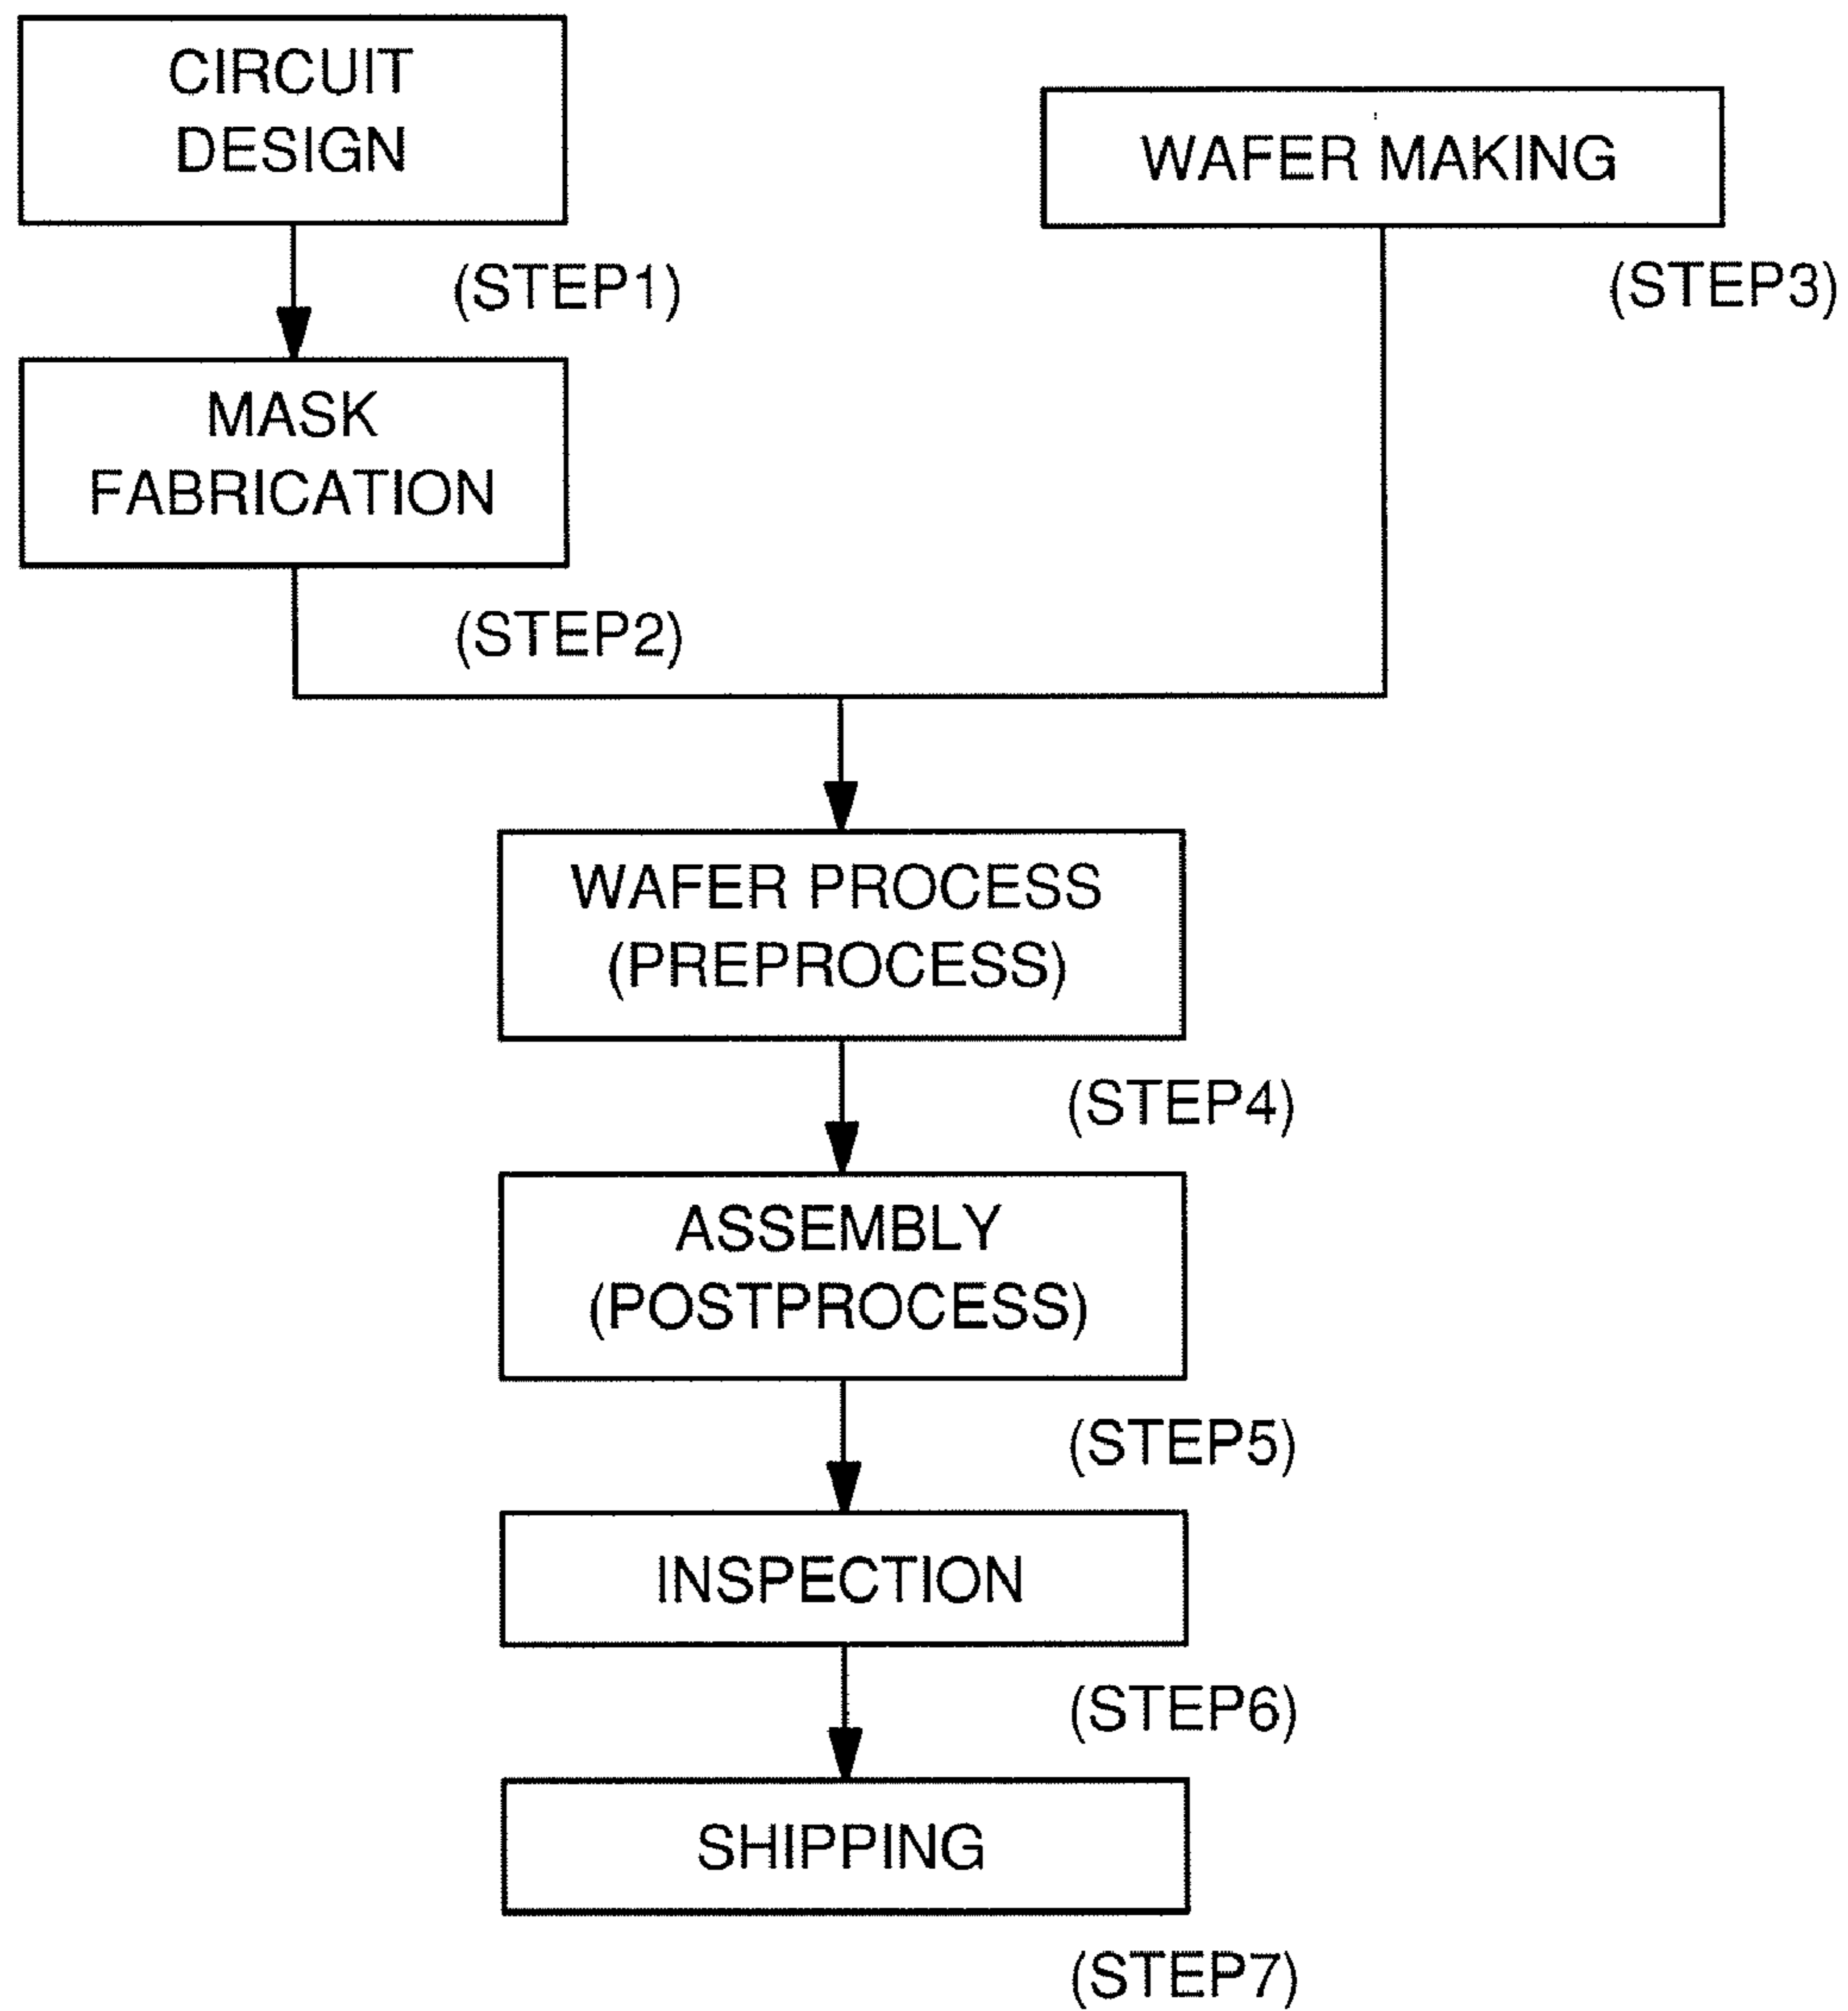 CIRCUIT
DESIGN
(STEP1)
MASK
FABRICATION
(STEP2)
WAFER MAKING
(STEP3)
WAFER PROCESS
(PREPROCESS)
(STEP4)
ASSEMBLY
(POSTPROCESS)
(STEP5)
INSPECTION
(STEP6)
SHIPPING
(STEP7)